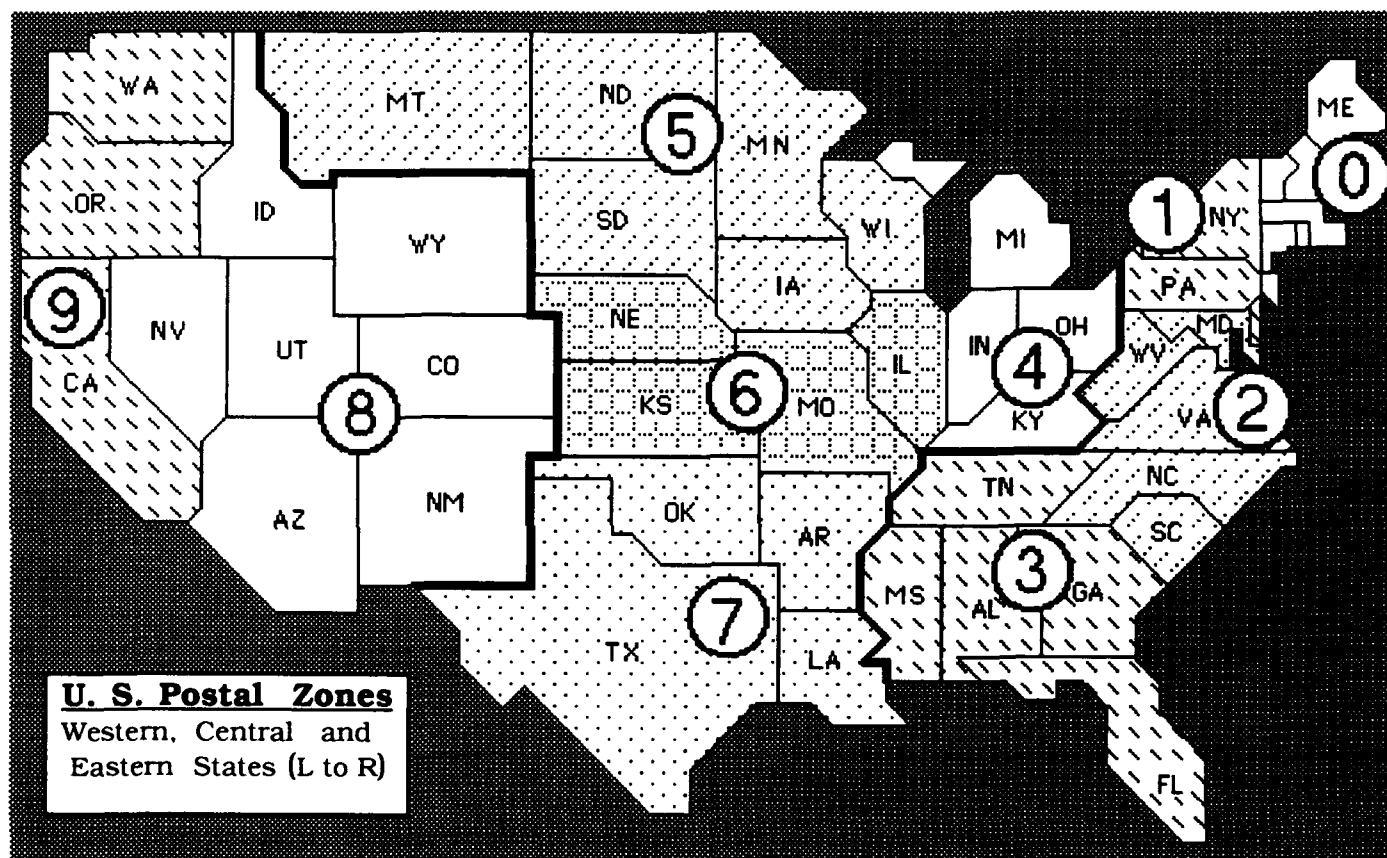 WA
MT
ND
5
MN
ME
0
OR
ID
WY
SD
WI
MI
1
NY
9
NV
UT
CO
NE
IA
PA
CA
8
KS
6
MO
IL
IN
OH
4
KY
WV
MD
VA
2
AZ
NM
OK
AR
TN
NC
SC
TX
7
LA
MS
AL
3
GA
FL
U. S. Postal Zones
Western, Central and
Eastern States (L to R)